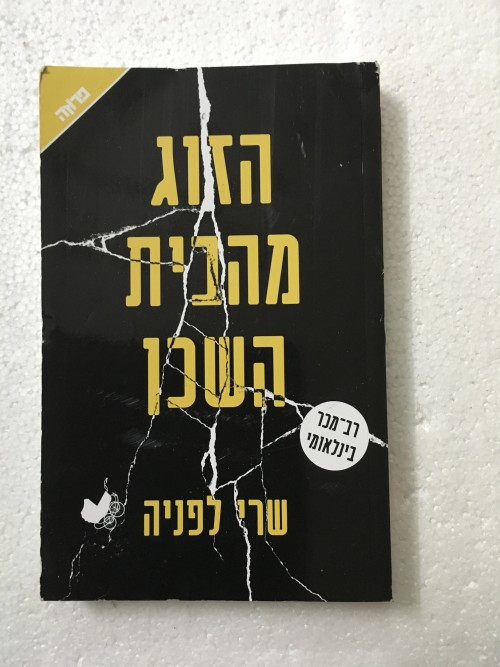 פרוזה
הזוג
מהבית
השכן
רב־מכר
בינלאומי
שרי לפניה